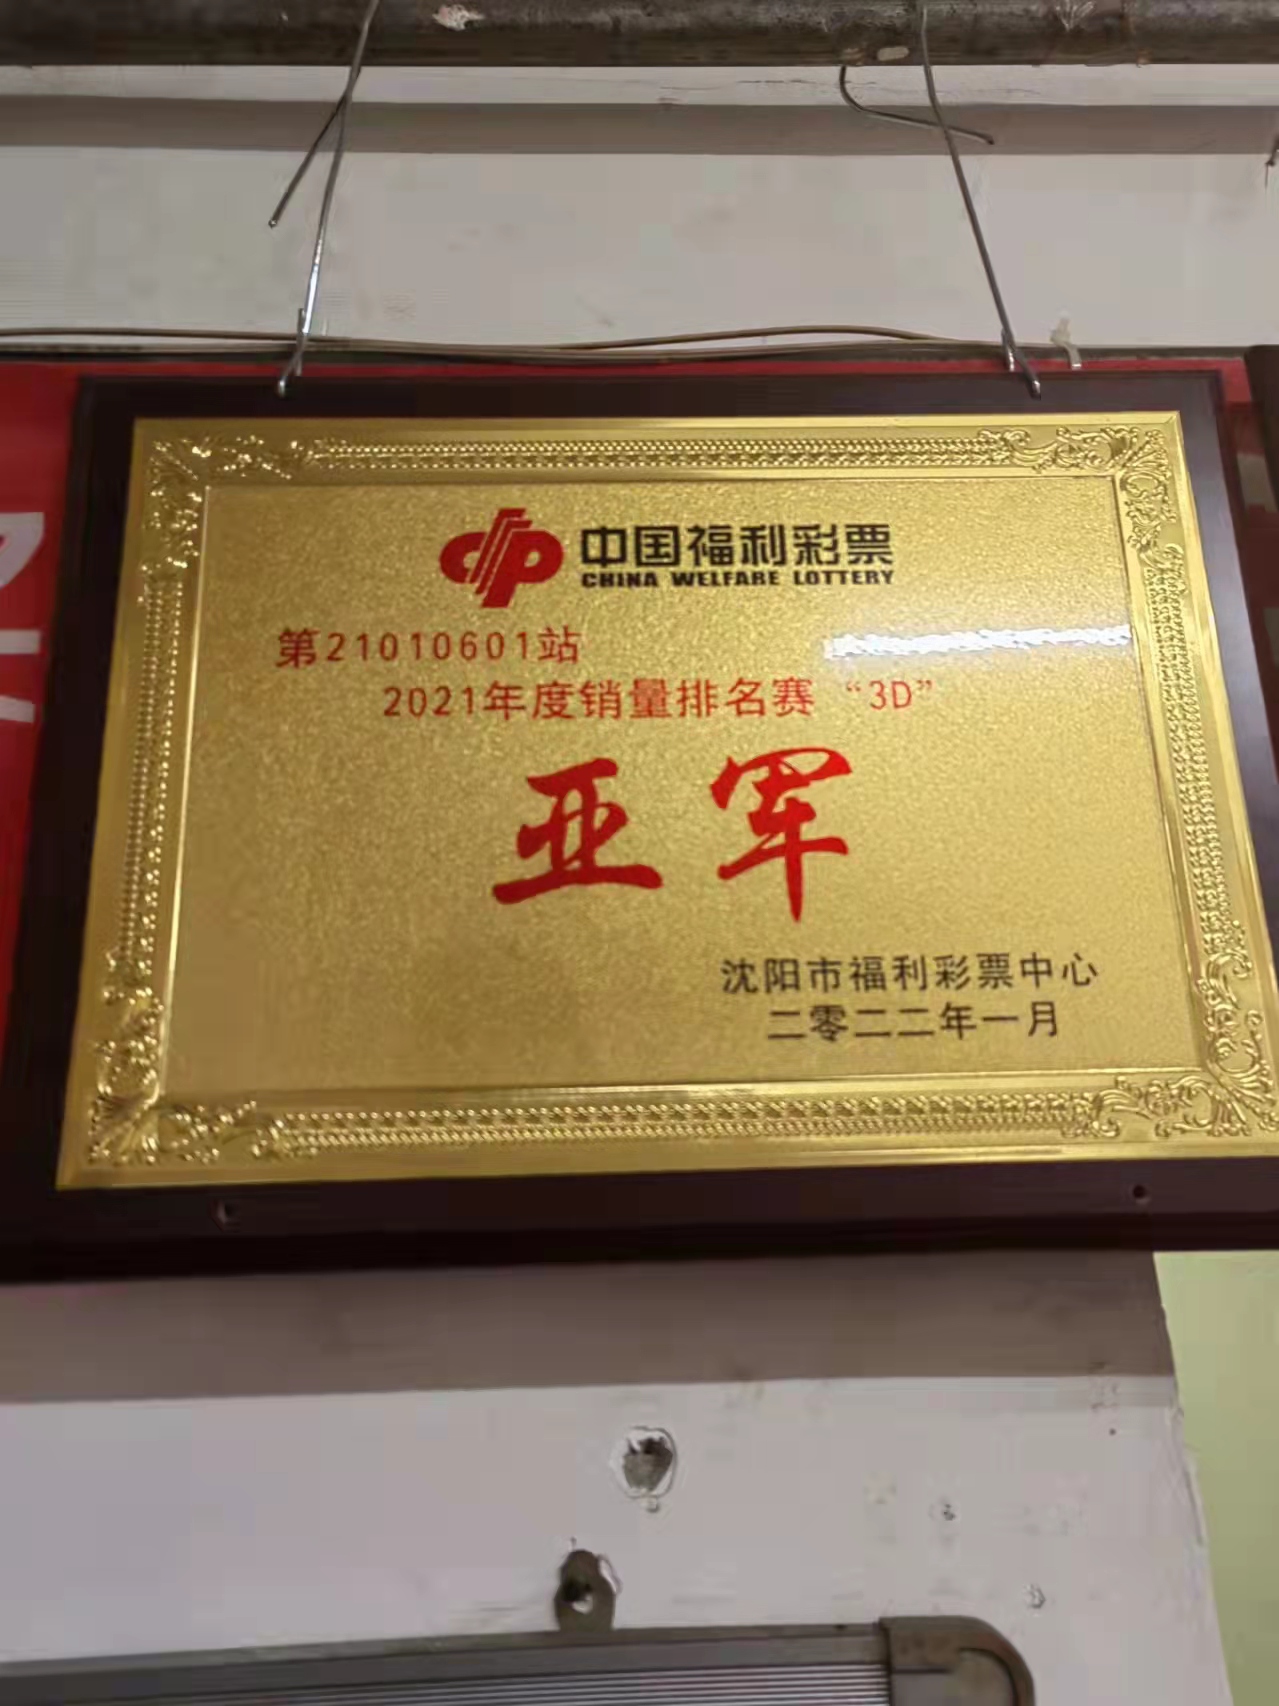 中国福利彩票
CHINA WELFARE LOTTERY
第21010601站
2021年度销量排名赛“3D”
亚军
沈阳市福利彩票中心
二零二二年一月